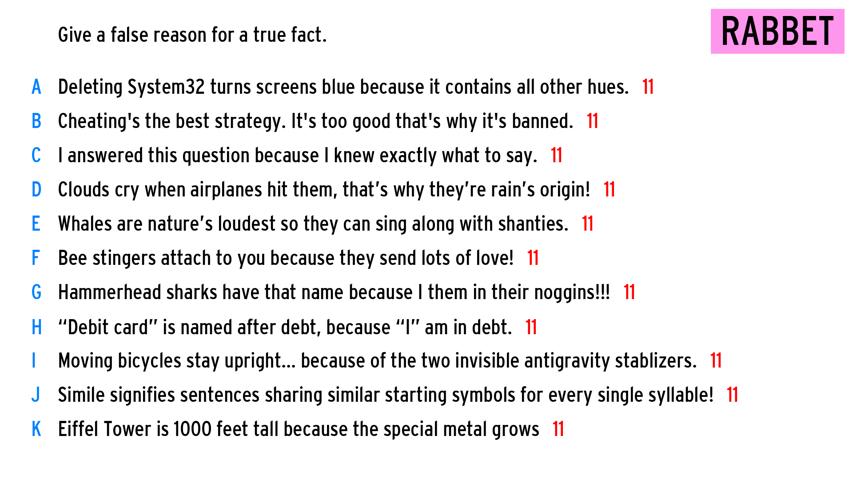 Give a false reason for a true fact.
RABBET
A Deleting System32 turns screens blue because it contains all other hues. 11
B Cheating's the best strategy. It's too good that's why it's banned. 11
C I answered this question because I knew exactly what to say. 11
D Clouds cry when airplanes hit them, that’s why they’re rain’s origin! 11
E Whales are nature’s loudest so they can sing along with shanties. 11
F Bee stingers attach to you because they send lots of love! 11
G Hammerhead sharks have that name because I them in their noggins!!! 11
H “Debit card” is named after debt, because “I” am in debt. 11
I Moving bicycles stay upright... because of the two invisible antigravity stablizers. 11
J Simile signifies sentences sharing similar starting symbols for every single syllable! 11
K Eiffel Tower is 1000 feet tall because the special metal grows 11